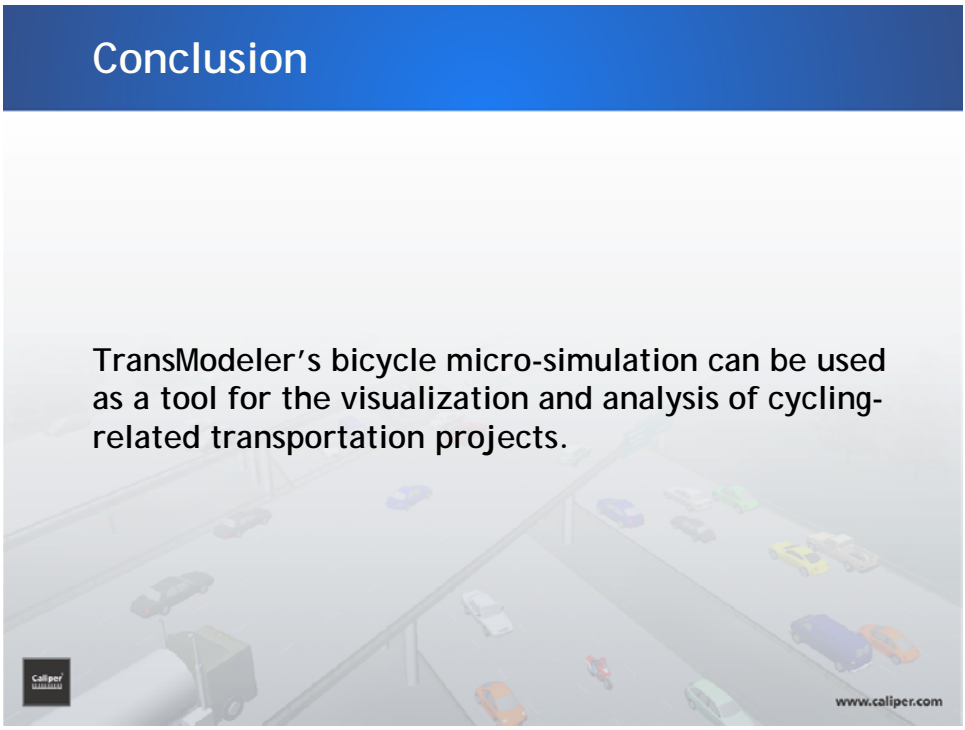 Conclusion
TransModeler’s bicycle micro-simulation can be used
as a tool for the visualization and analysis of cycling-
related transportation projects.
Caliper
www.caliper.com